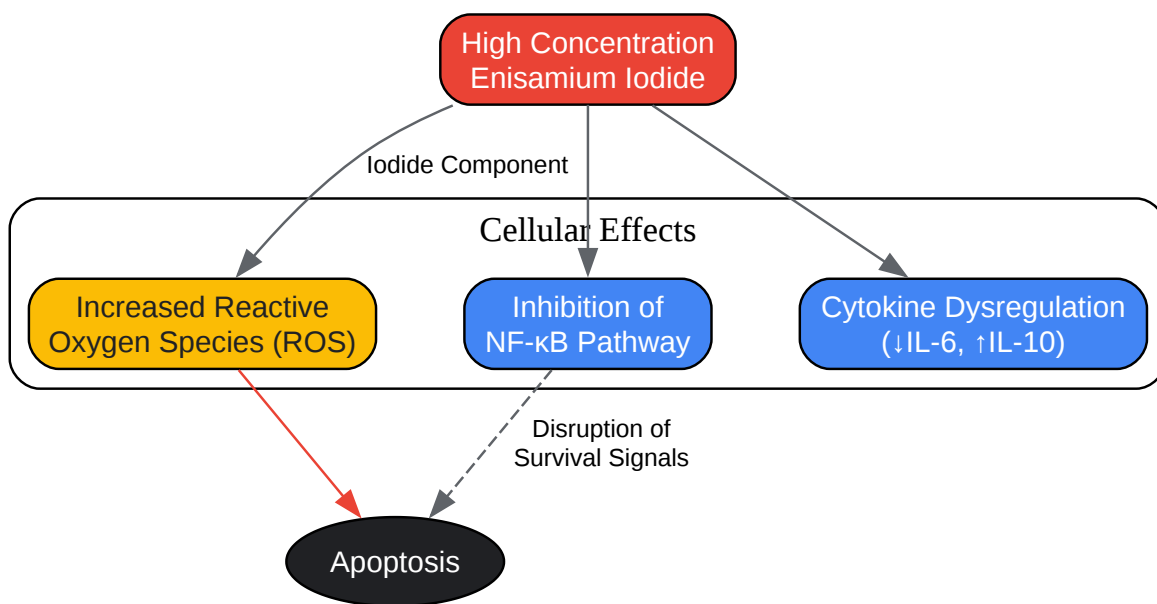 High Concentration
Enisamium Iodide
Iodide Component
Cellular Effects
Increased Reactive
Oxygen Species (ROS)
Inhibition of
NF-κB Pathway
Cytokine Dysregulation
(↓IL-6, ↑IL-10)
Disruption of
Survival Signals
Apoptosis